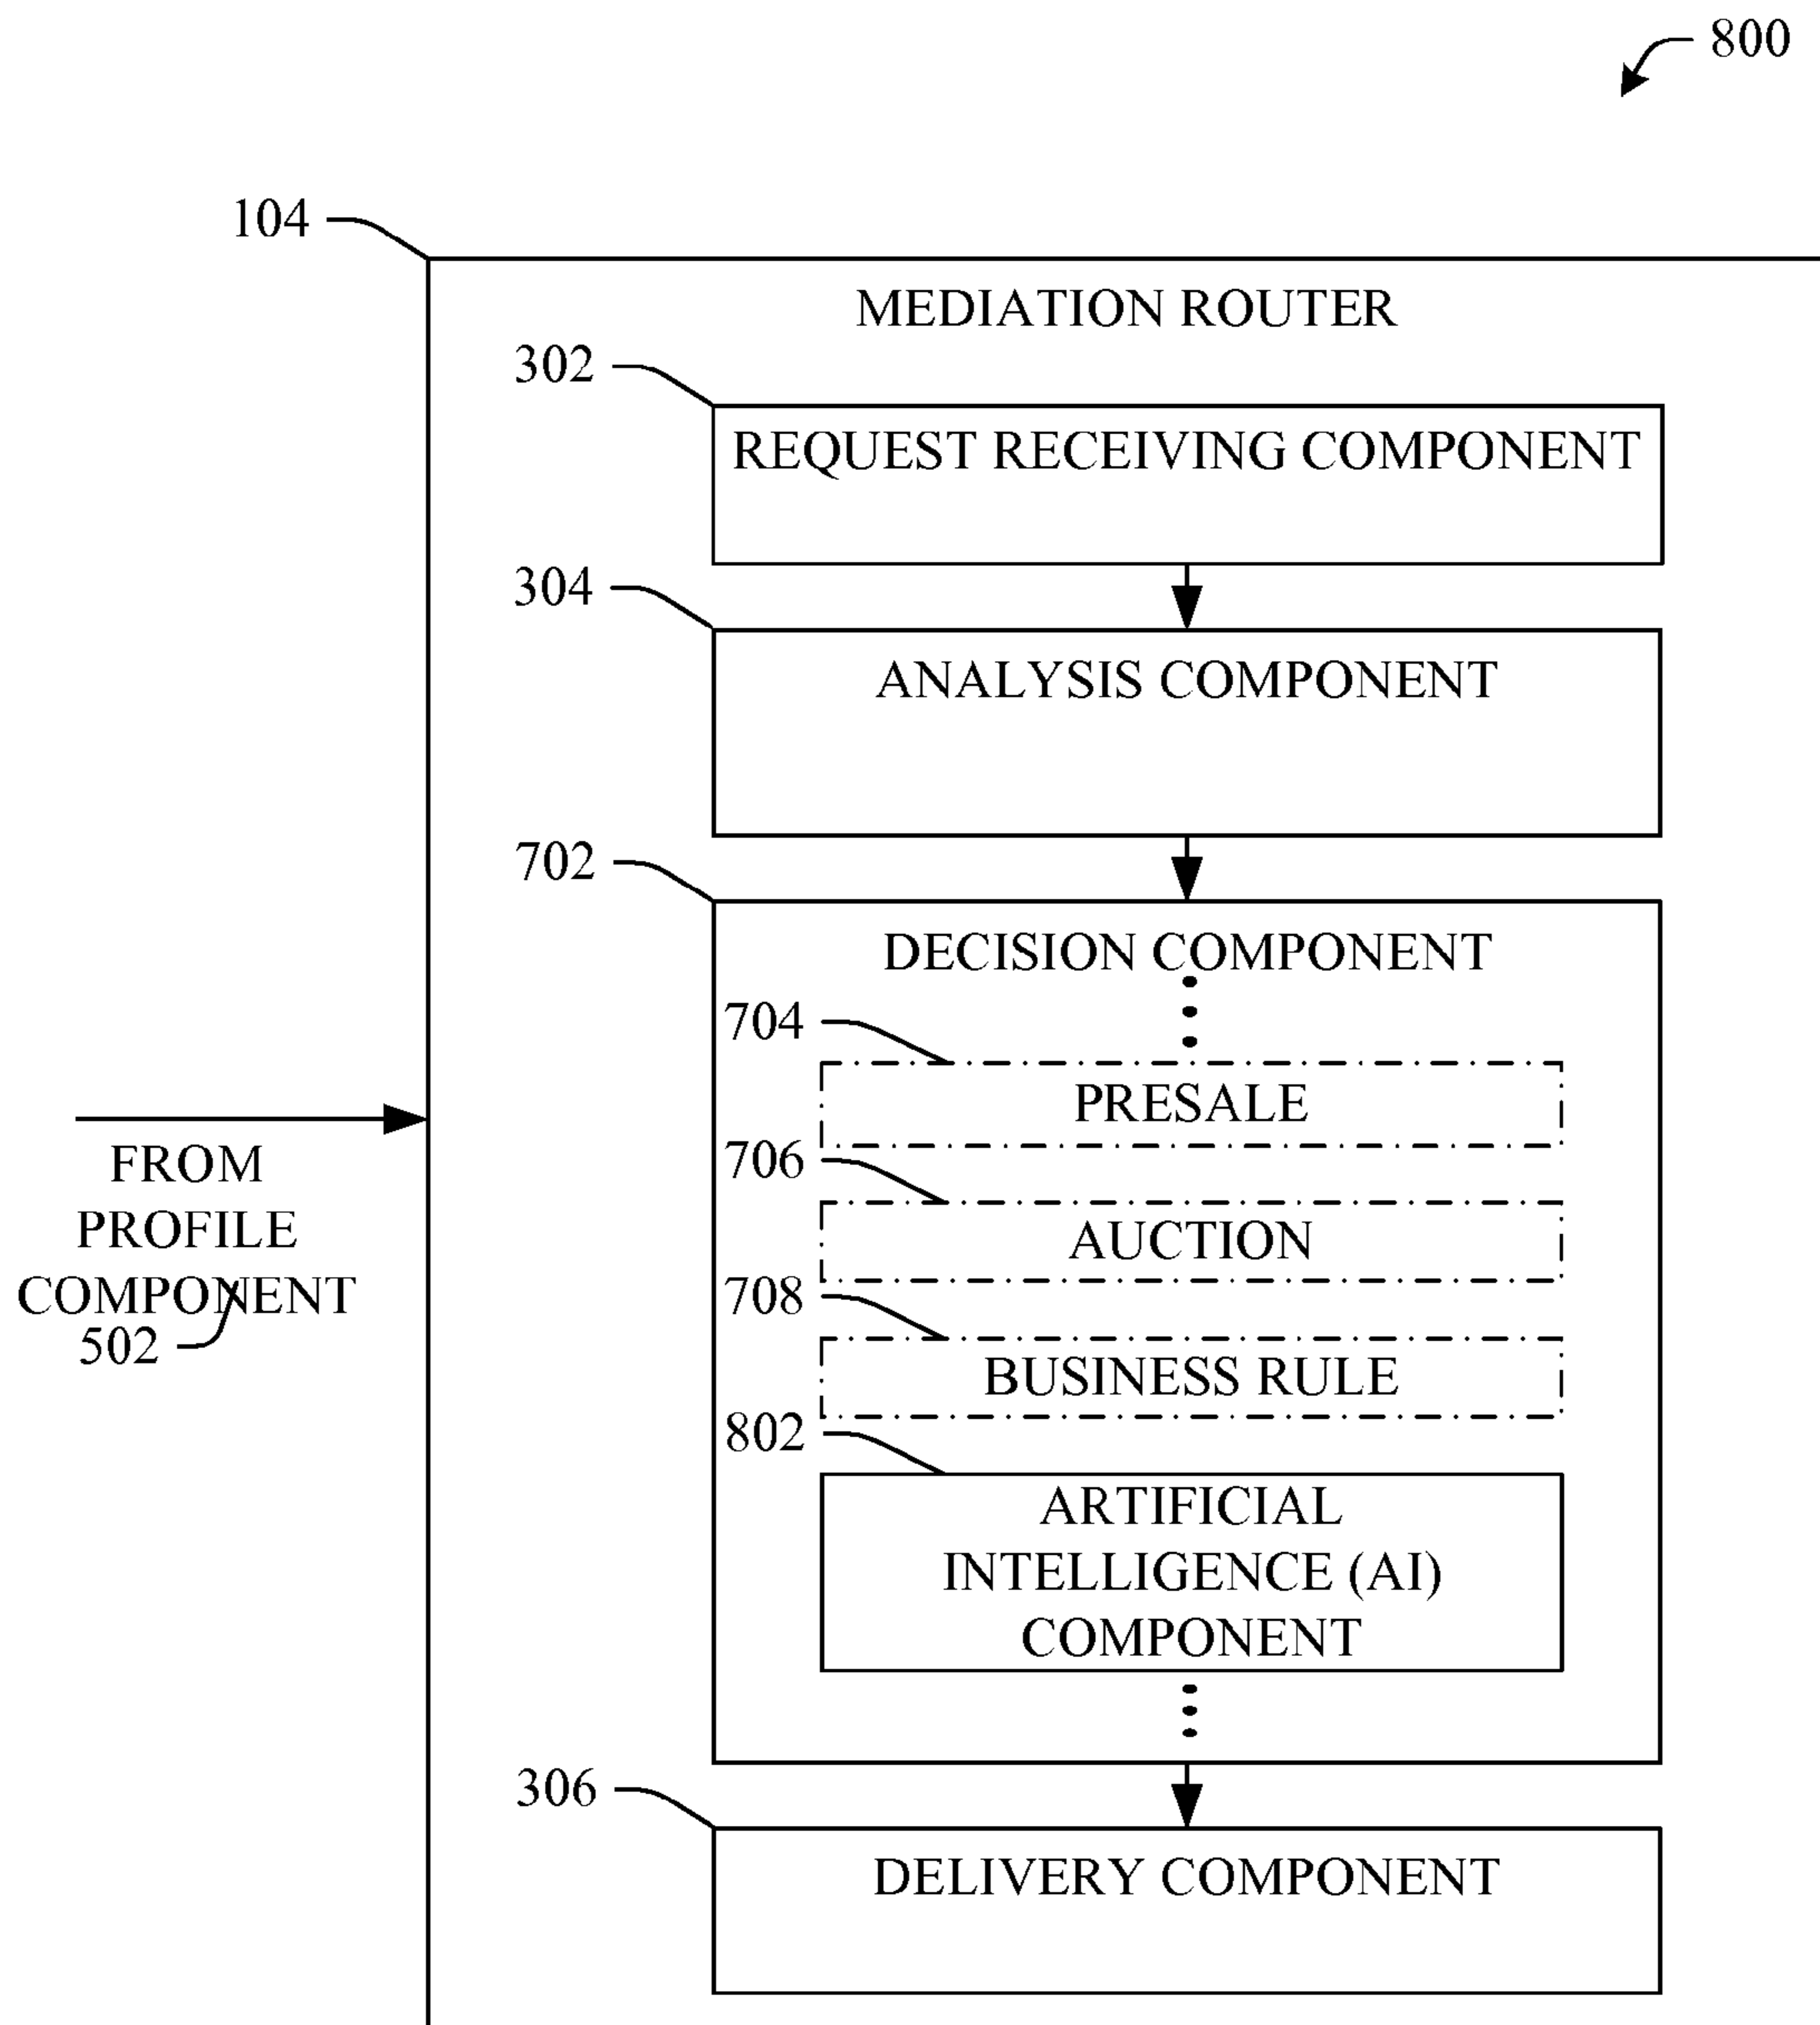 800
104
MEDIATION ROUTER
302
REQUEST RECEIVING COMPONENT
304
ANALYSIS COMPONENT
702
DECISION COMPONENT
704
PRESALE
706
AUCTION
708
BUSINESS RULE
802
ARTIFICIAL
INTELLIGENCE (AI)
COMPONENT
306
DELIVERY COMPONENT
FROM
PROFILE
COMPONENT
502